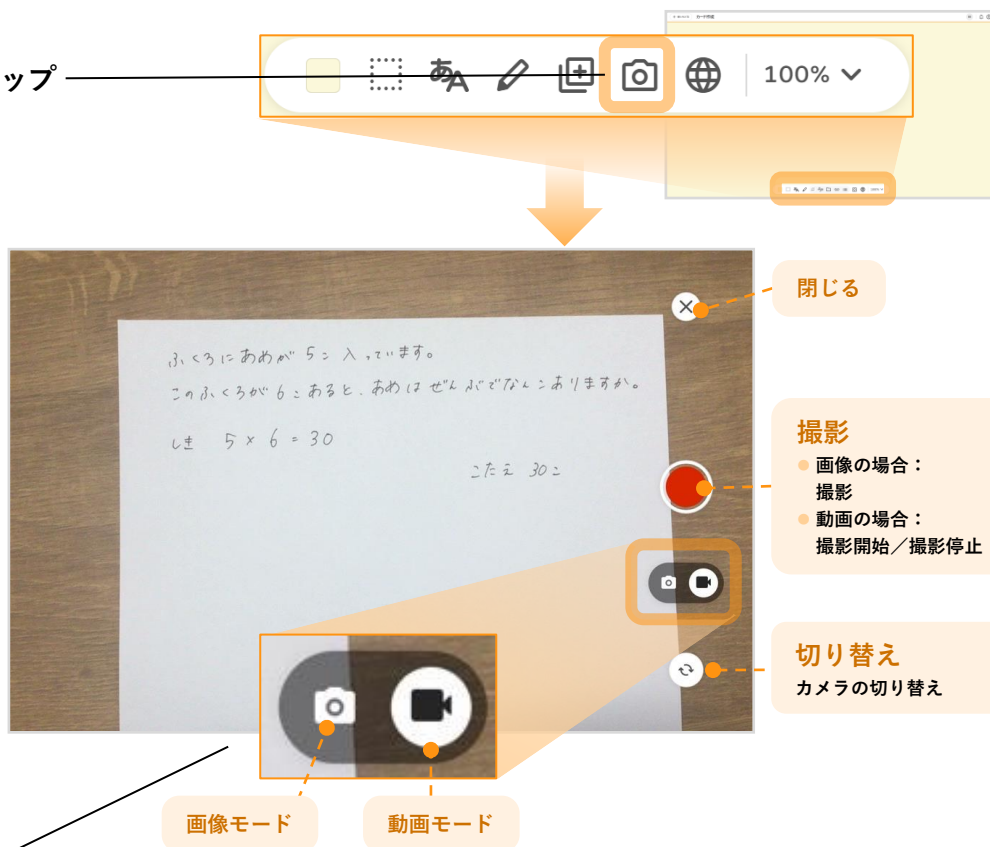 ップ
100%
閉じる
ふくろにあめが5こ入っています。
このふくろが6こあると、あめはぜんぶでなんこありますか。
しき 5×6=30
こたえ 30こ
撮影
画像の場合：
撮影
動画の場合：
撮影開始／撮影停止
切り替え
カメラの切り替え
画像モード
動画モード